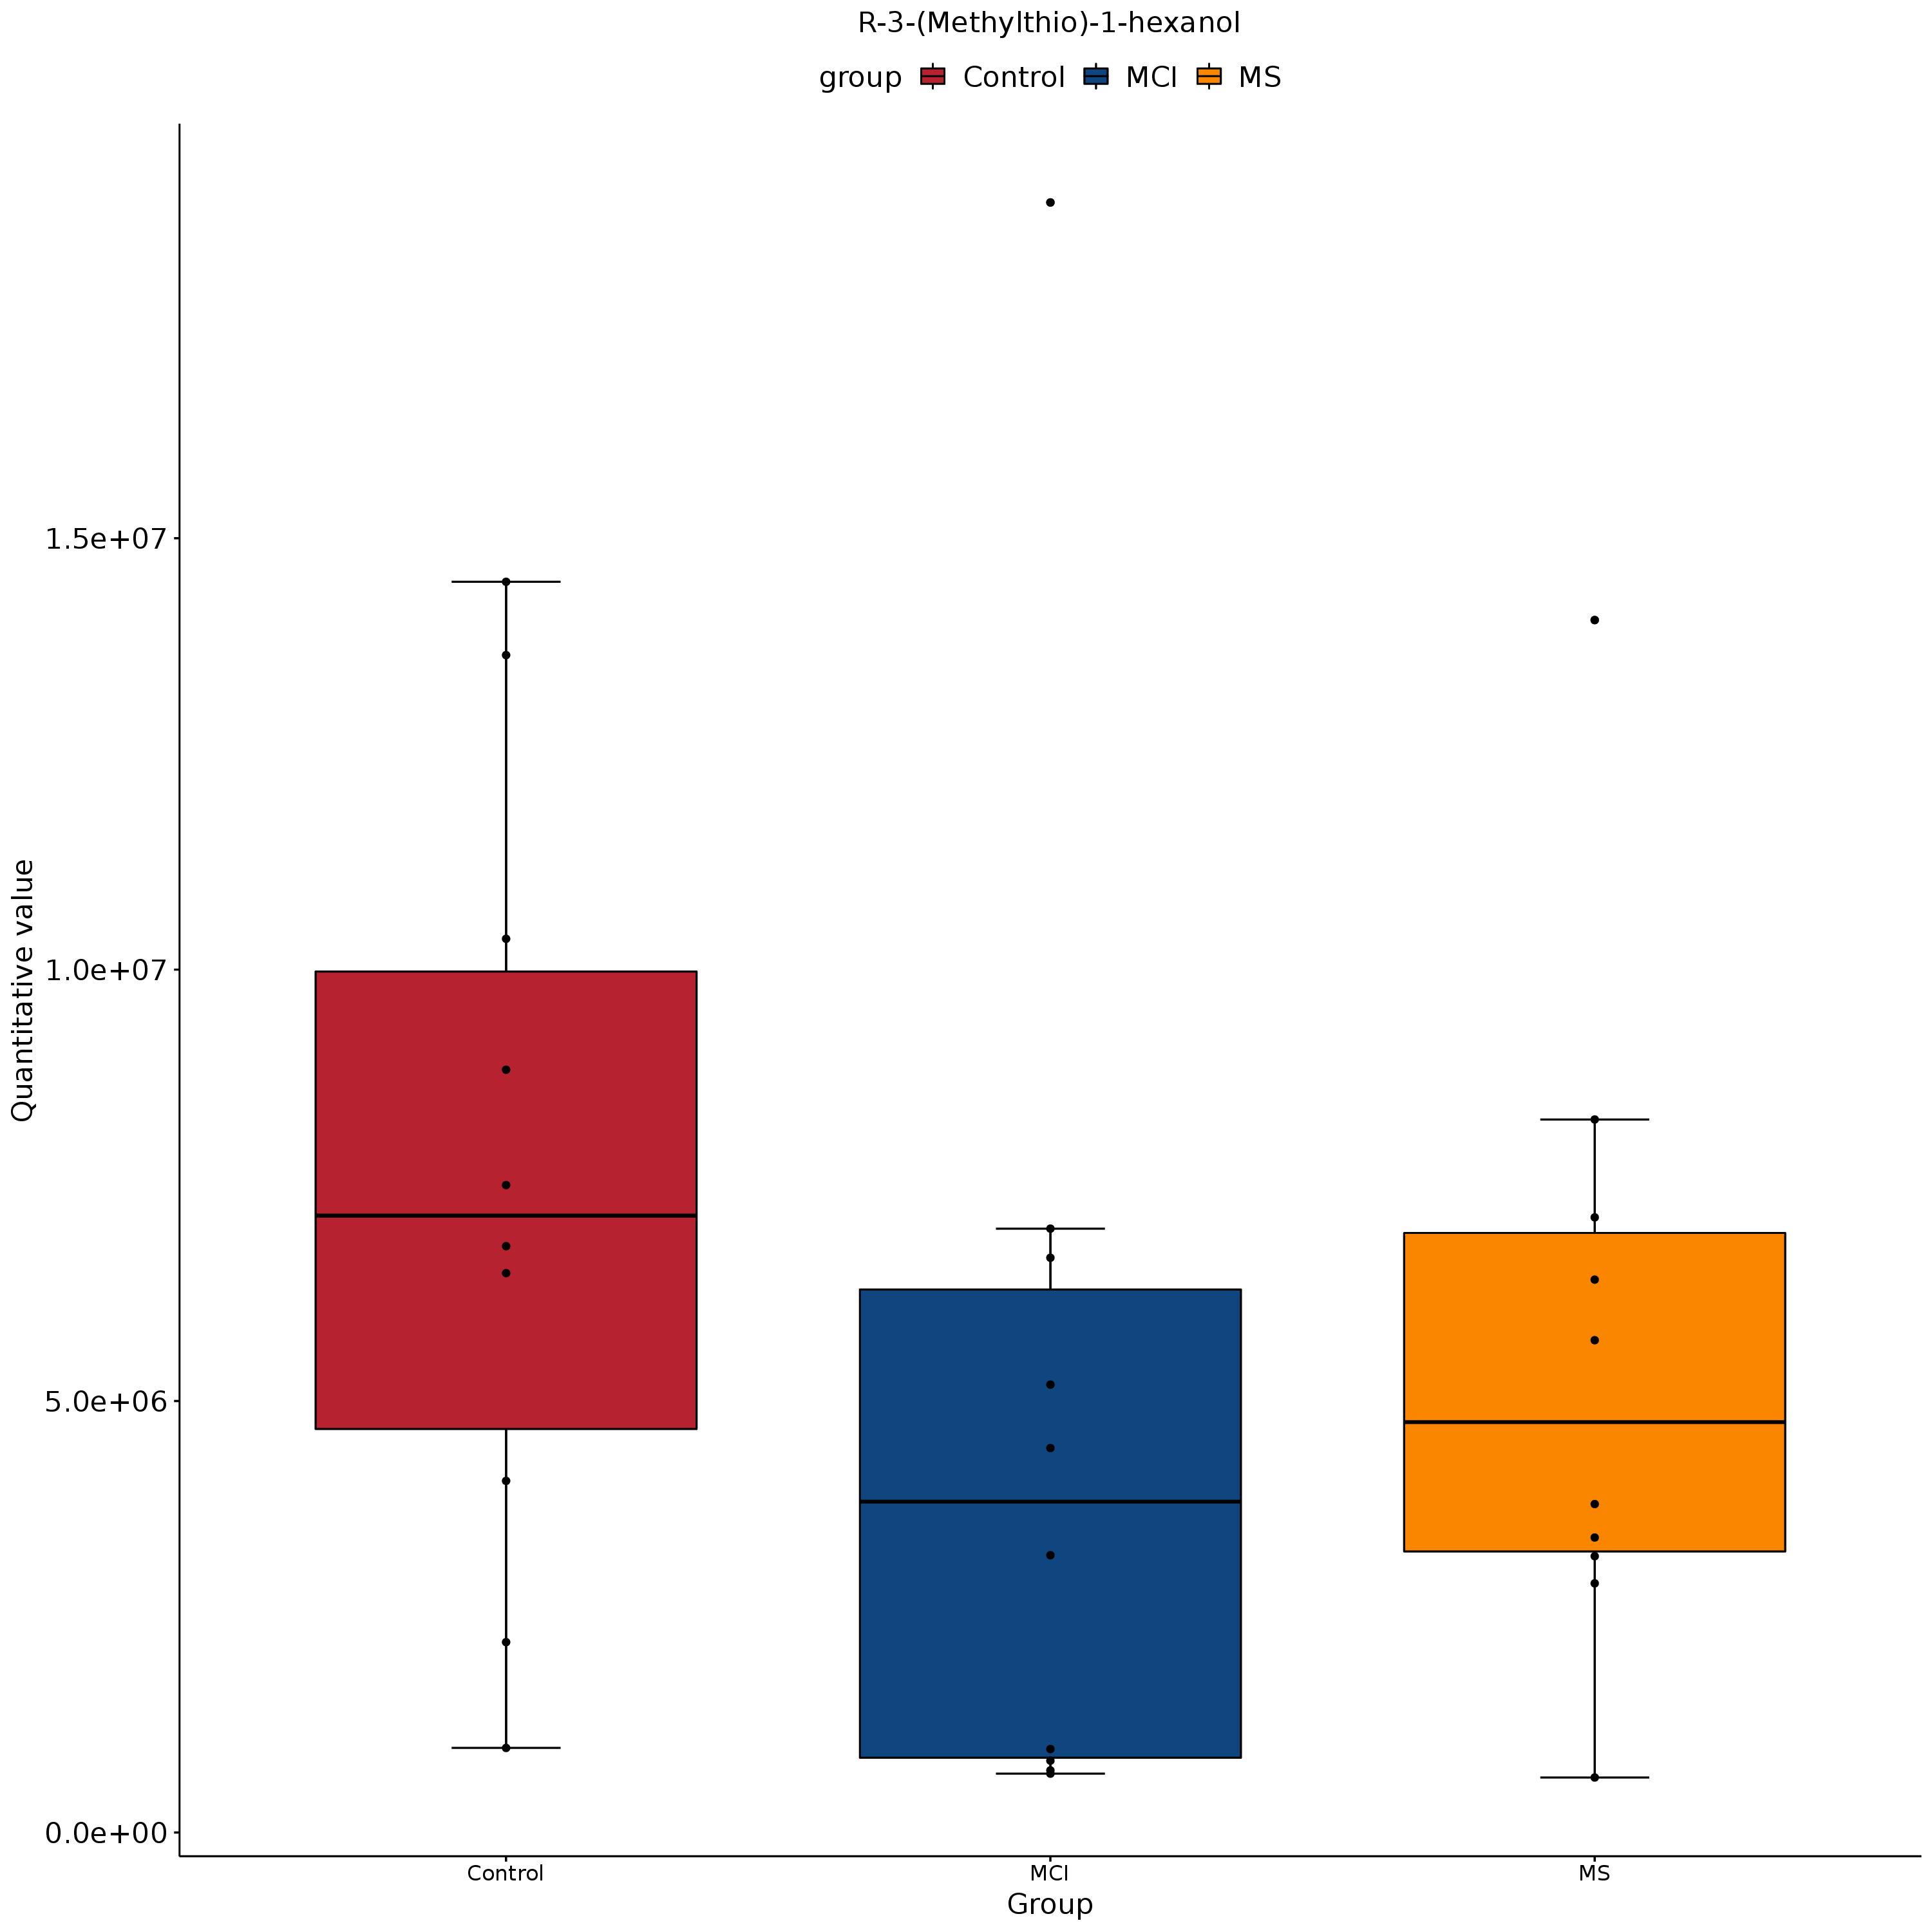 R-3-(Methylthio)-1-hexanol
group Control MCI MS
Quantitative value
1.5e+07
1.0e+07
5.0e+06
0.0e+00
Control MCI MS
Group